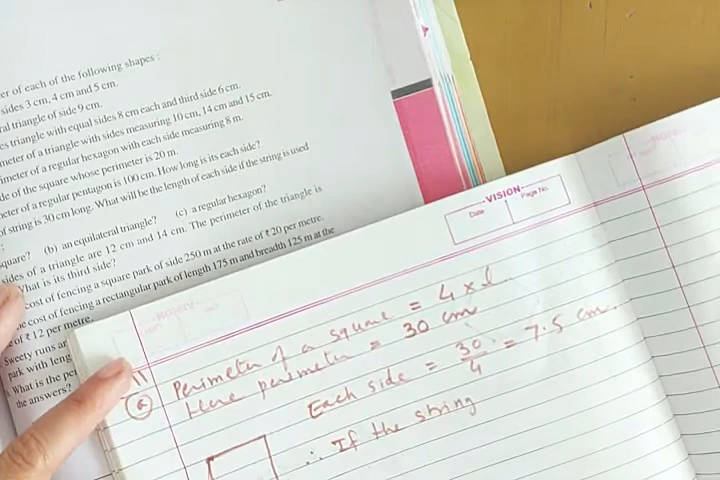 er of each of the following shapes :
sides 3 cm, 4 cm and 5 cm.
ral triangle of side 9 cm.
es triangle with equal sides 8 cm each and third side 6 cm.
meter of a triangle with sides measuring 10 cm, 14 cm and 15 cm.
imeter of a regular hexagon with each side measuring 8 m.
de of the square whose perimeter is 20 m.
eter of a regular pentagon is 100 cm. How long is its each side?
of string is 30 cm long. What will be the length of each side if the string is used
:
quare? (b) an equilateral triangle? (c) a regular hexagon?
sides of a triangle are 12 cm and 14 cm. The perimeter of the triangle is
What is its third side?
cost of fencing a square park of side 250 m at the rate of ₹ 20 per metre.
he cost of fencing a rectangular park of length 175 m and breadth 125 m at the
of ₹ 12 per metre.
Sweety runs ar
park with leng
What is the per
the answers?
VISION
Date
Page No.
11
(a) Perimeter of a square = 4 × l
Here perimeter = 30 cm
Each side = 30/4 = 7.5 cm.
∴ If the string